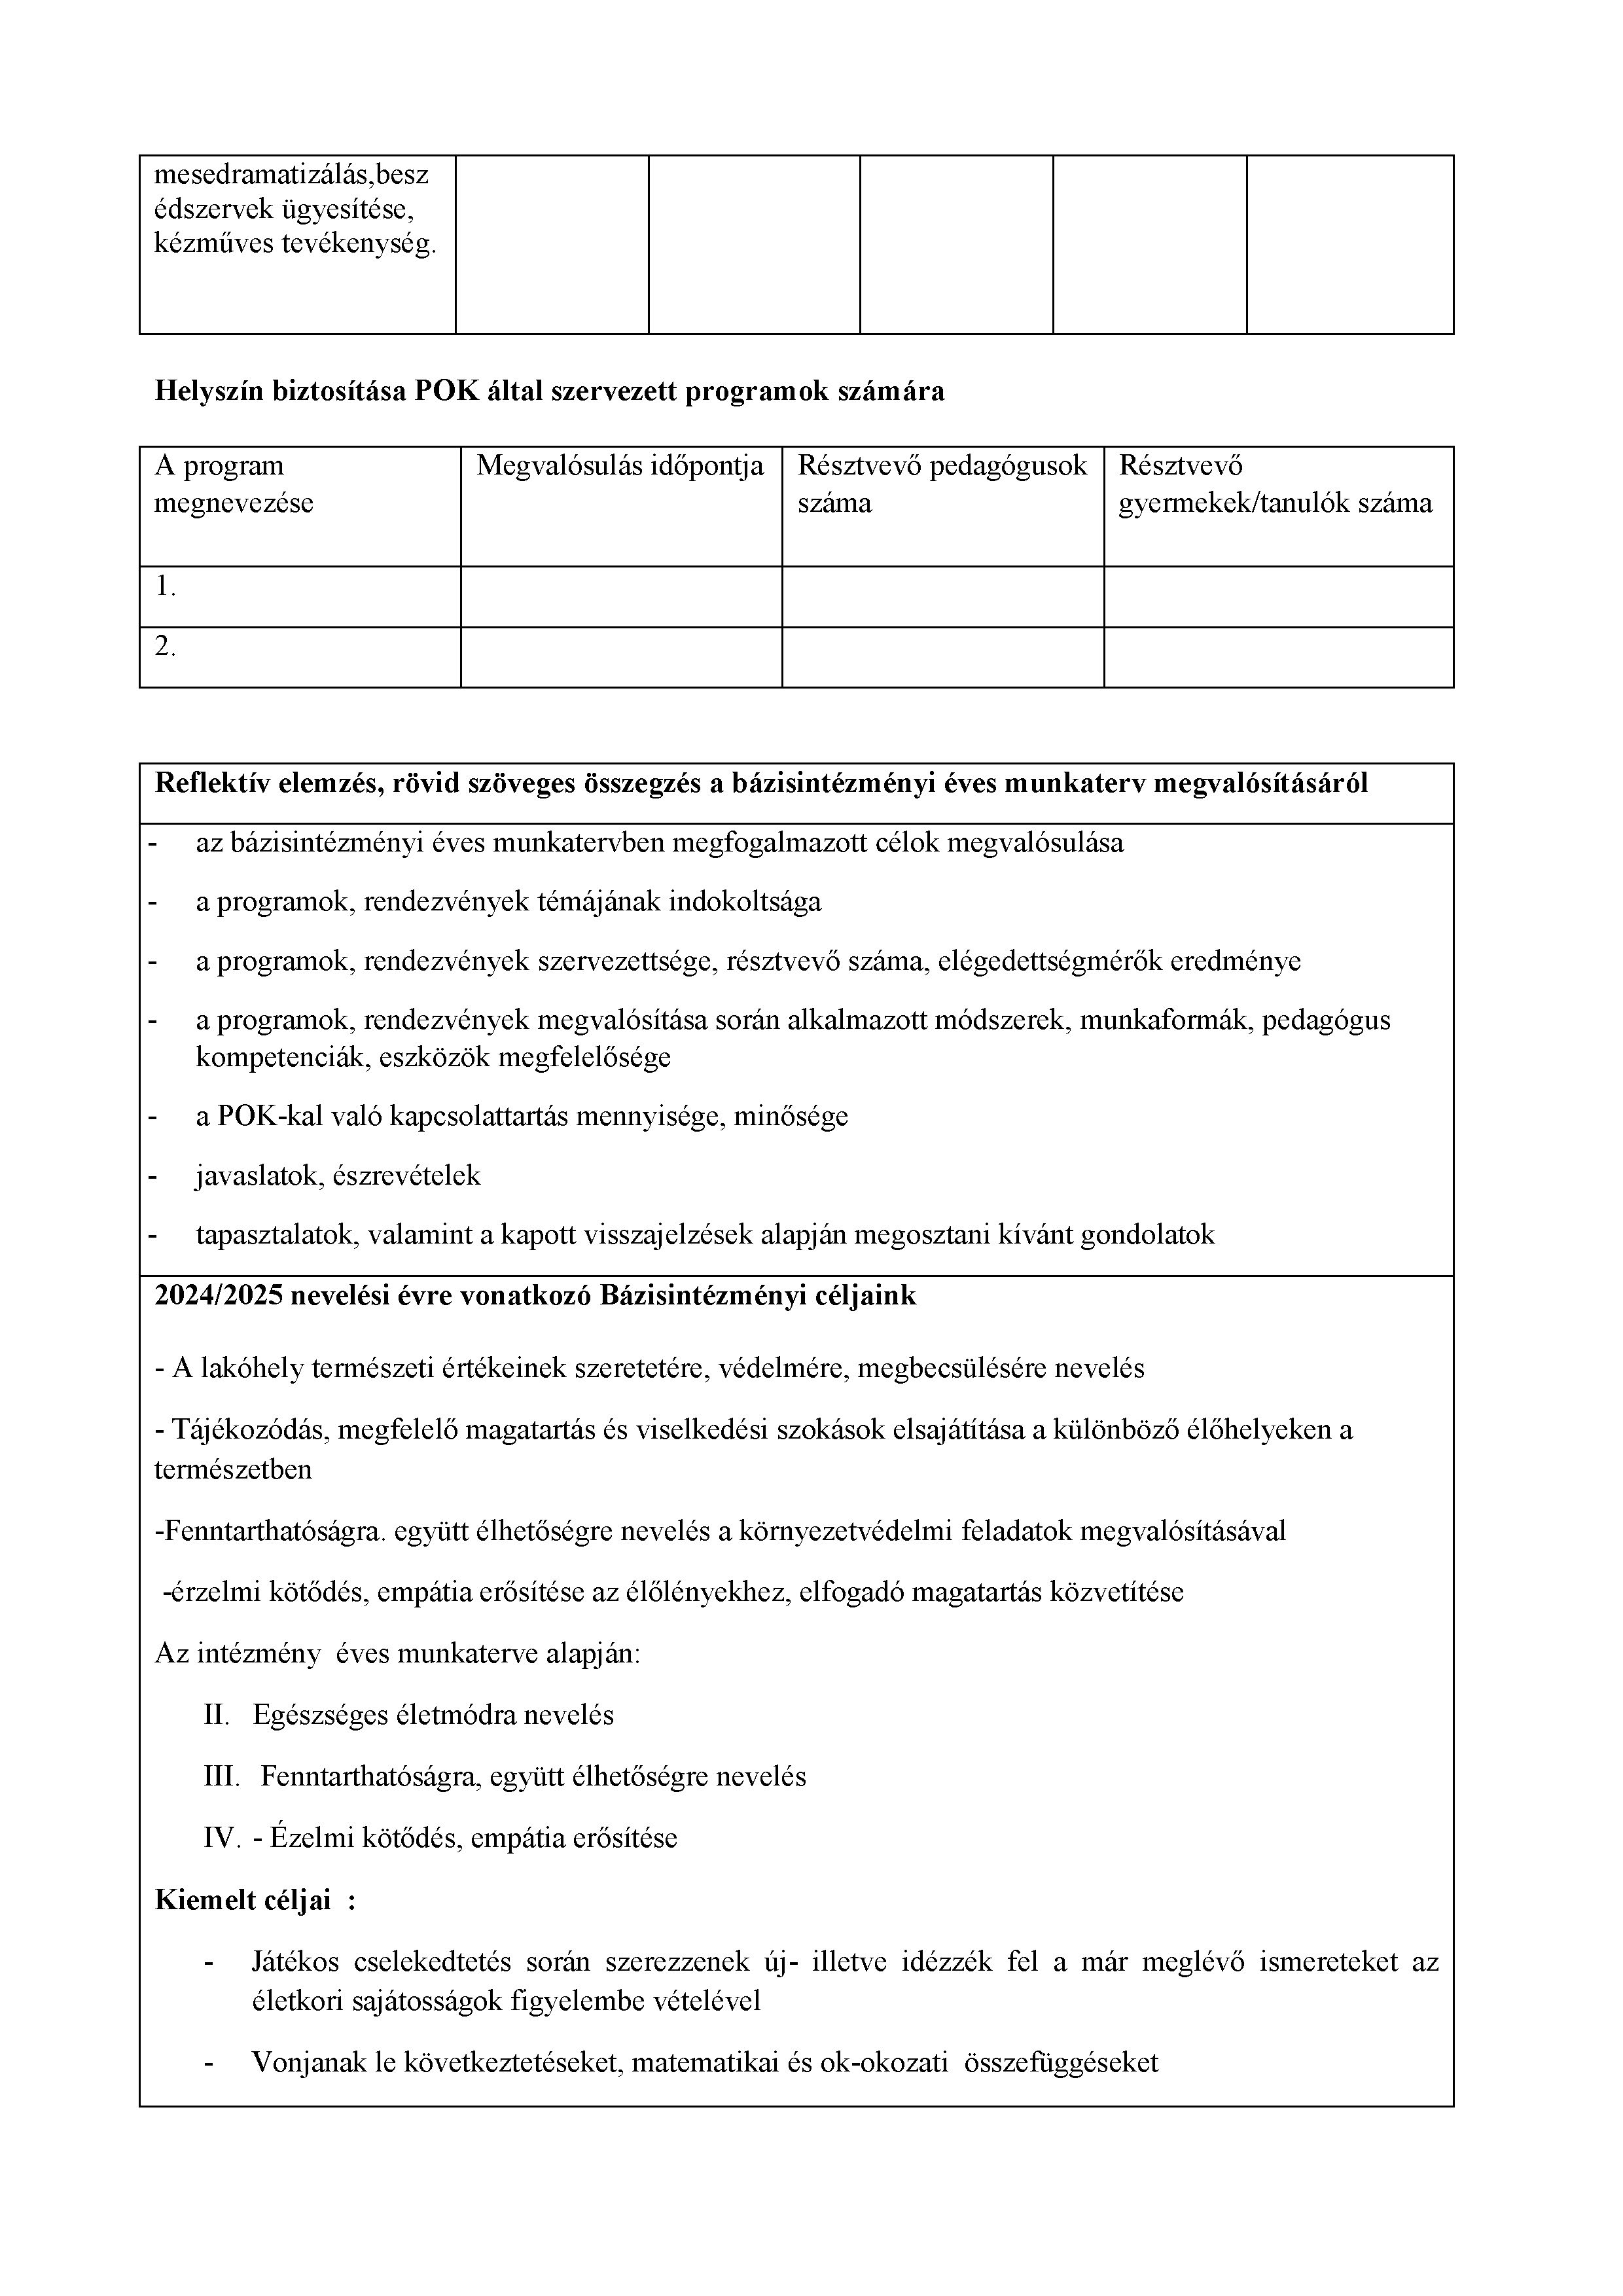 mesedramatizálás,besz
édszervek ügyesítése,
kézműves tevékenység.
Helyszín biztosítása POK által szervezett programok számára
A program
megnevezése
Megvalósulás időpontja
Résztvevő pedagógusok
száma
Résztvevő
gyermekek/tanulók száma
1.
2.
Reflektív elemzés, rövid szöveges összegzés a bázisintézményi éves munkaterv megvalósításáról
- az bázisintézményi éves munkatervben megfogalmazott célok megvalósulása
- a programok, rendezvények témájának indokoltsága
- a programok, rendezvények szervezettsége, résztvevő száma, elégedettségmérők eredménye
- a programok, rendezvények megvalósítása során alkalmazott módszerek, munkaformák, pedagógus
kompetenciák, eszközök megfelelősége
- a POK-kal való kapcsolattartás mennyisége, minősége
- javaslatok, észrevételek
- tapasztalatok, valamint a kapott visszajelzések alapján megosztani kívánt gondolatok
2024/2025 nevelési évre vonatkozó Bázisintézményi céljaink
- A lakóhely természeti értékeinek szeretetére, védelmére, megbecsülésére nevelés
- Tájékozódás, megfelelő magatartás és viselkedési szokások elsajátítása a különböző élőhelyeken a
természetben
-Fenntarthatóságra. együtt élhetőségre nevelés a környezetvédelmi feladatok megvalósításával
-érzelmi kötődés, empátia erősítése az élőlényekhez, elfogadó magatartás közvetítése
Az intézmény  éves munkaterve alapján:
II. Egészséges életmódra nevelés
III. Fenntarthatóságra, együtt élhetőségre nevelés
IV. - Ézelmi kötődés, empátia erősítése
Kiemelt céljai  :
- Játékos cselekedtetés során szerezzenek új- illetve idézzék fel a már meglévő ismereteket az
életkori sajátosságok figyelembe vételével
- Vonjanak le következtetéseket, matematikai és ok-okozati  összefüggéseket